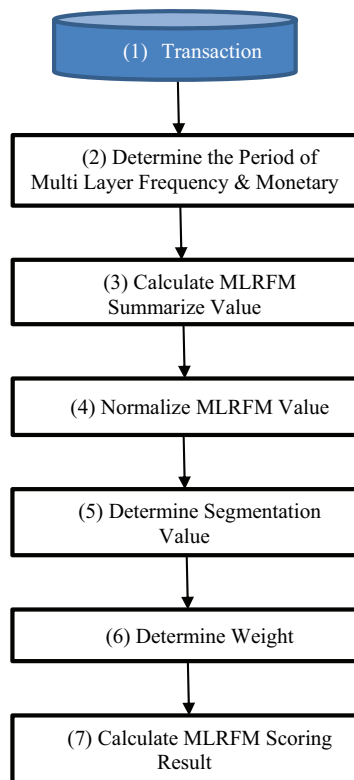 (1) Transaction
(2) Determine the Period of
Multi Layer Frequency & Monetary
(3) Calculate MLRFM
Summarize Value
(4) Normalize MLRFM Value
(5) Determine Segmentation
Value
(6) Determine Weight
(7) Calculate MLRFM Scoring
Result